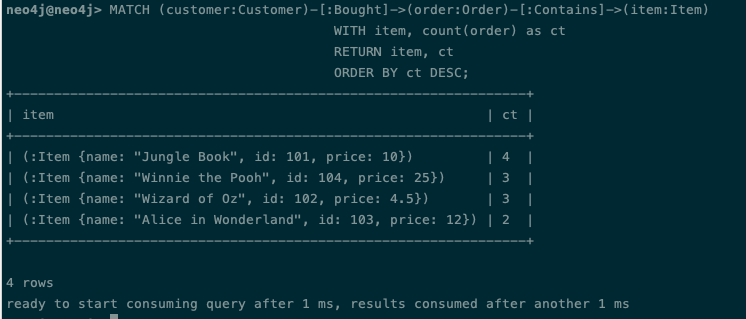 neo4j@neo4j> MATCH (customer:Customer)-[:Bought]->(order:Order)-[:Contains]->(item:Item)
WITH item, count(order) as ct
RETURN item, ct
ORDER BY ct DESC;
+----------------------------------------------------------------+
| item                                                      | ct |
+----------------------------------------------------------------+
| (:Item {name: "Jungle Book", id: 101, price: 10})         | 4  |
| (:Item {name: "Winnie the Pooh", id: 104, price: 25})     | 3  |
| (:Item {name: "Wizard of Oz", id: 102, price: 4.5})       | 3  |
| (:Item {name: "Alice in Wonderland", id: 103, price: 12}) | 2  |
+----------------------------------------------------------------+
4 rows
ready to start consuming query after 1 ms, results consumed after another 1 ms